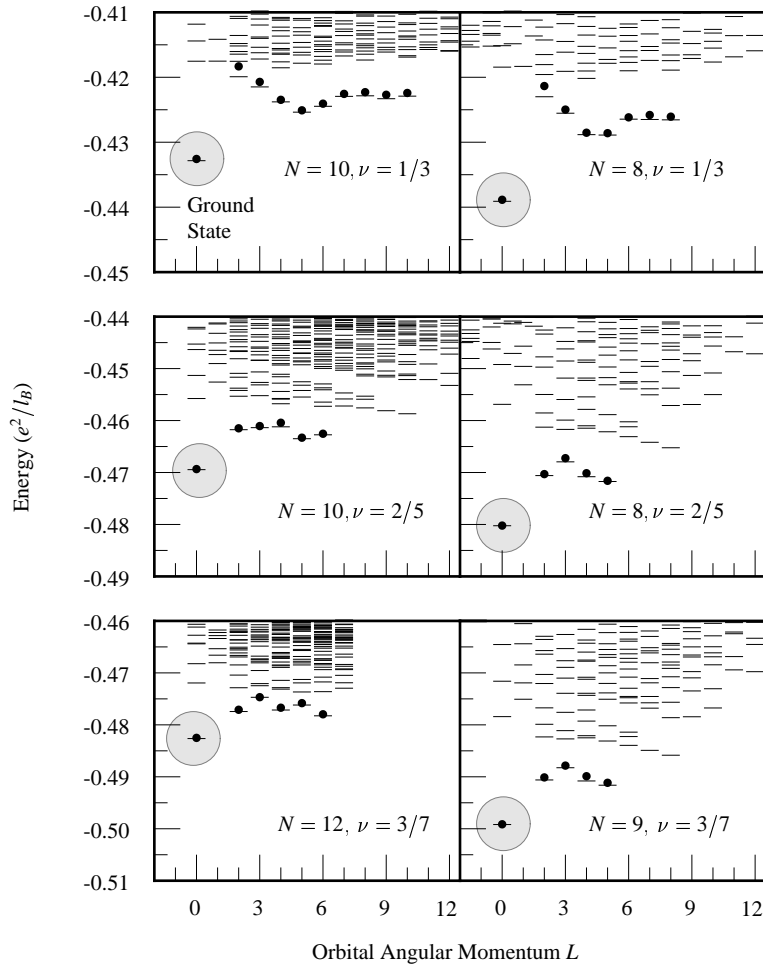 -0.41
-0.42
-0.43
-0.44
-0.45
N = 10, ν = 1/3
N = 8, ν = 1/3
Ground
State
-0.44
-0.45
-0.46
-0.47
-0.48
-0.49
N = 10, ν = 2/5
N = 8, ν = 2/5
Energy (e²/l_B)
-0.46
-0.47
-0.48
-0.49
-0.50
-0.51
N = 12, ν = 3/7
N = 9, ν = 3/7
0 3 6 9 12 0 3 6 9 12
Orbital Angular Momentum L